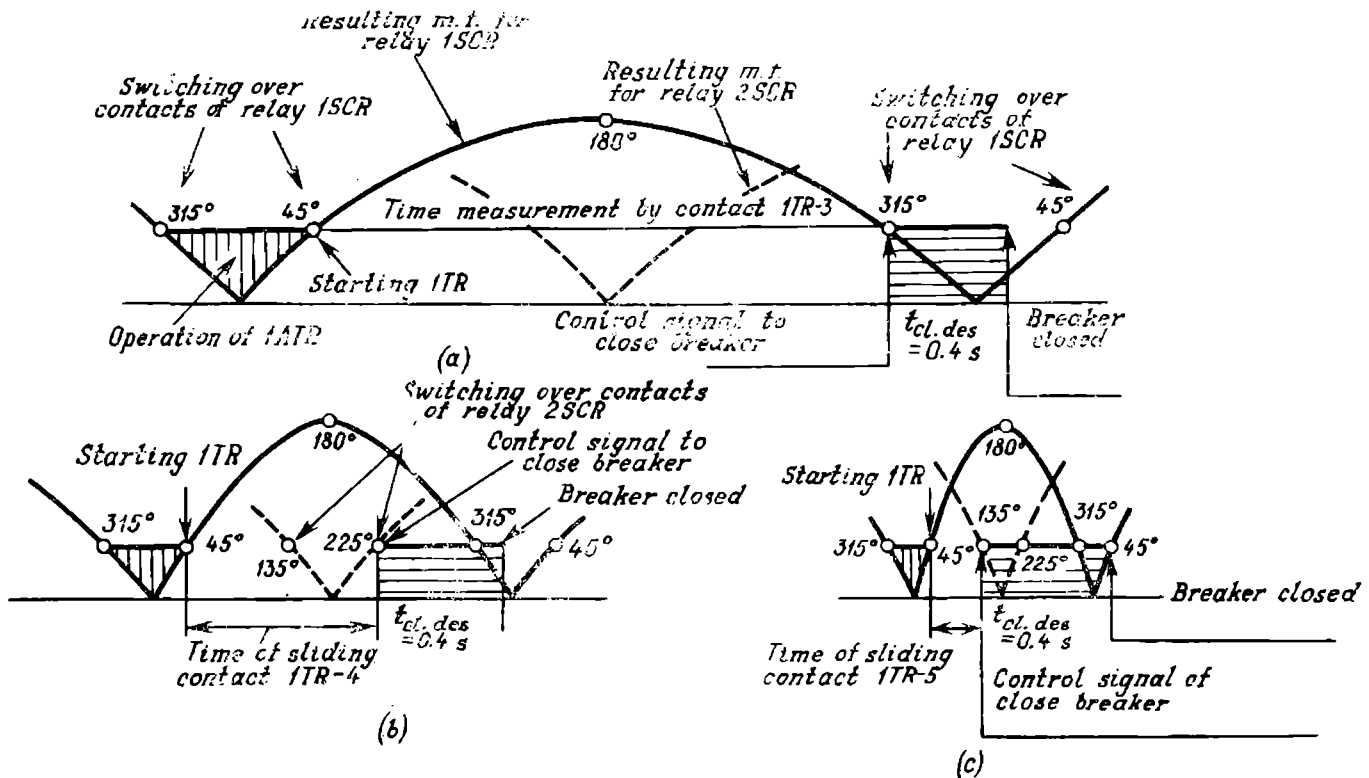 Resulting m.f. for
relay 1SCR
Switching over
contacts of relay 1SCR
Resulting m.f.
for relay 2SCR
Switching over
contacts of
relay 1SCR
180°
315°
45°
Time measurement by contact 1TR-3
315°
45°
Starting 1TR
Operation of 1ATR
Control signal to
close breaker
t cl.des
=0.4 s
Breaker
closed
(a)
Switching over contacts
of relay 2SCR
180°
Starting 1TR
Control signal to
close breaker
Breaker closed
315°
45°
135°
225°
315°
45°
t cl.des
=0.4 s
Time of sliding
contact 1TR-4
(b)
180°
Starting 1TR
135°
315°
315°
45°
225°
45°
Breaker closed
t cl.des
=0.4 s
Time of sliding
contact 1TR-5
Control signal of
close breaker
(c)